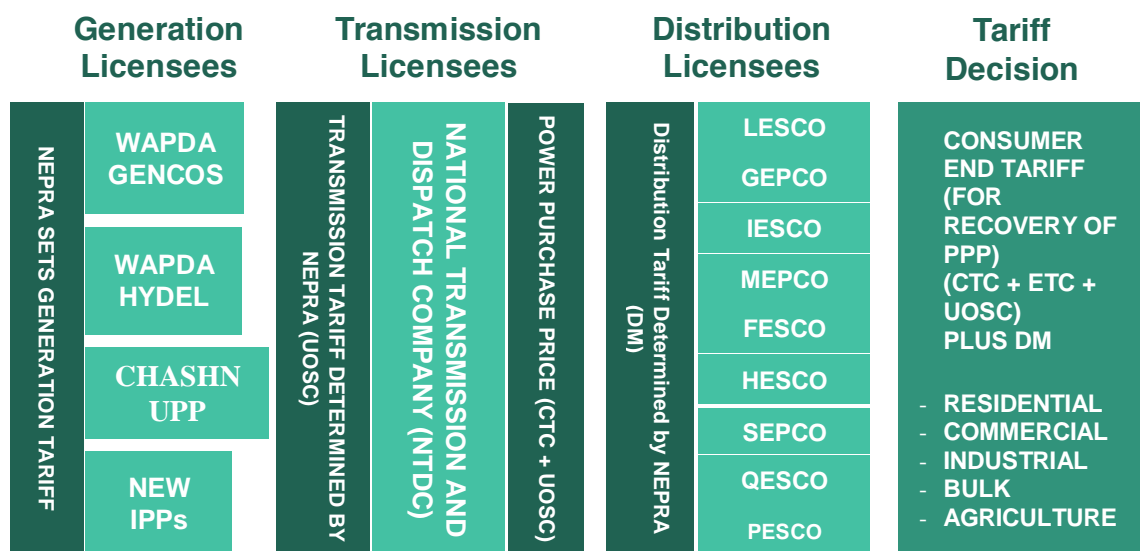 Generation
Licensees
Transmission
Licensees
Distribution
Licensees
Tariff
Decision
NEPRA SETS GENERATION TARIFF
WAPDA
GENCOS
WAPDA
HYDEL
CHASHN
UPP
NEW
IPPs
TRANSMISSION TARIFF DETERMINED BY
NEPRA (UOSC)
NATIONAL TRANSMISSION AND
DISPATCH COMPANY (NTDC)
POWER PURCHASE PRICE (CTC + UOSC)
Distribution Tariff Determined by NEPRA
(DM)
LESCO
GEPCO
IESCO
MEPCO
FESCO
HESCO
SEPCO
QESCO
PESCO
CONSUMER
END TARIFF
(FOR
RECOVERY OF
PPP)
(CTC + ETC +
UOSC)
PLUS DM
- RESIDENTIAL
- COMMERCIAL
- INDUSTRIAL
- BULK
- AGRICULTURE